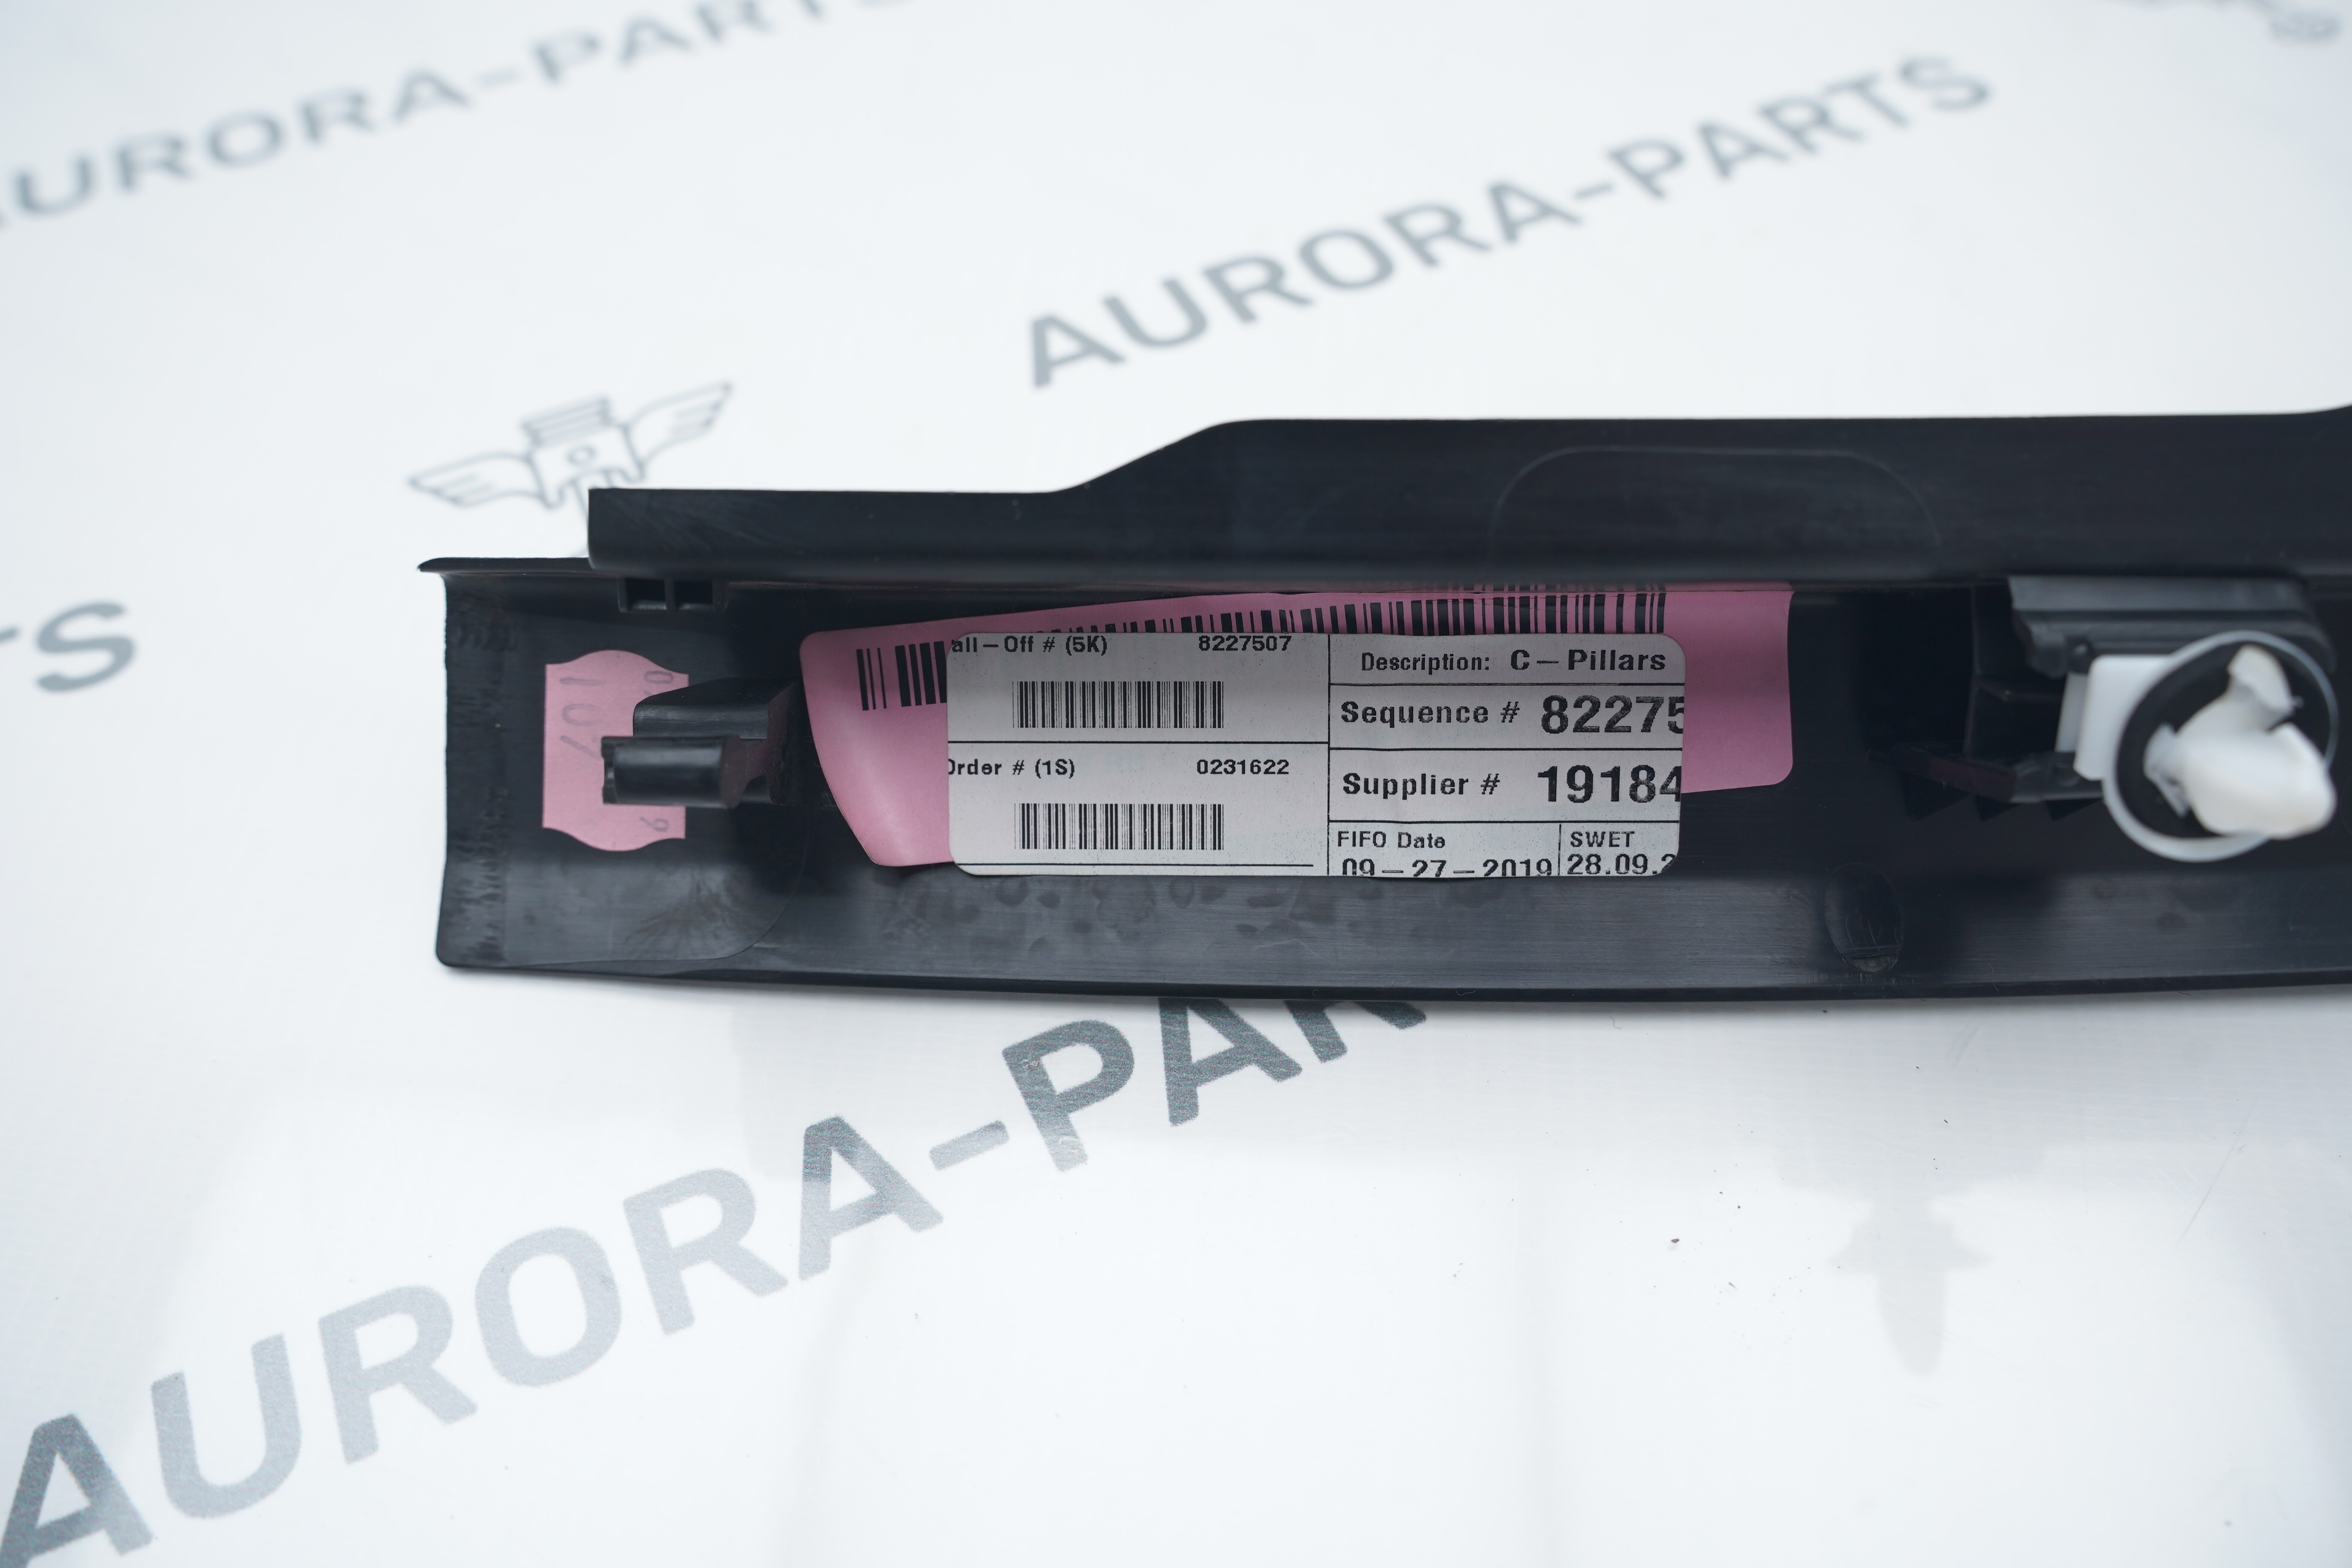 AURORA-PARTS
AURORA-PARTS
TS
all-Off # (5K) 8227507
Order # (1S) 0231622
Description: C-Pillars
Sequence # 82275
Supplier # 19184
FIFO Date
09-27-2019
SWET
28.09.2
107
AURORA-PAR